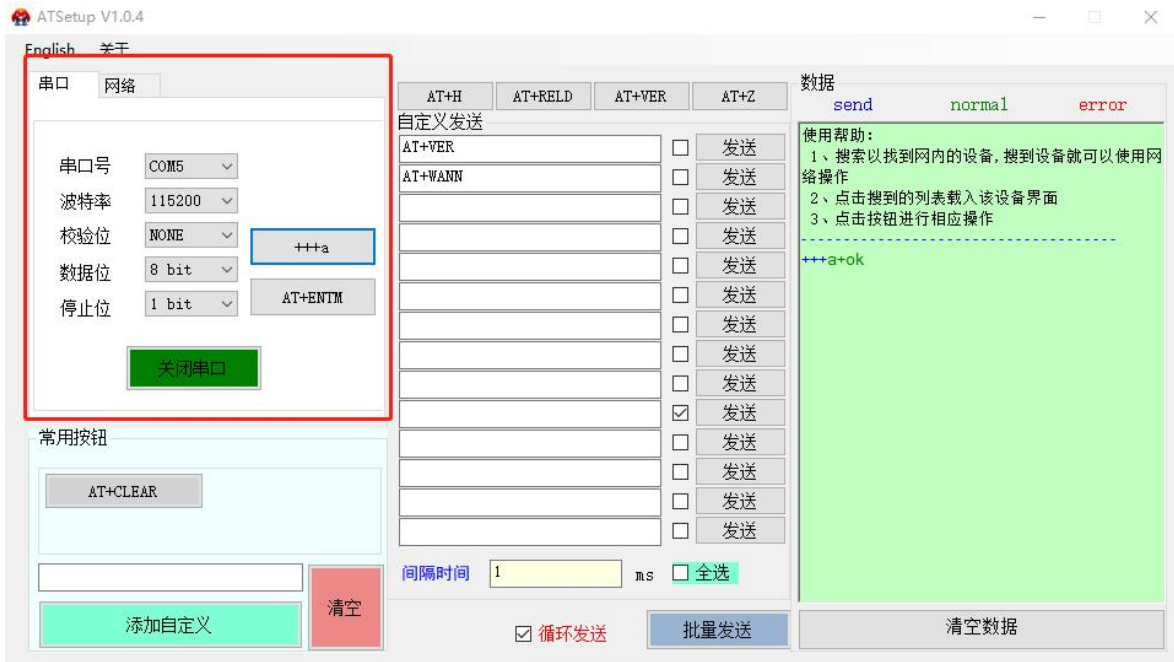 ATSetup V1.0.4
English 关于
串口 网络
串口号 COM5
波特率 115200
校验位 NONE
数据位 8 bit
停止位 1 bit
+++a
AT+ENTM
关闭串口
常用按钮
AT+CLEAR
添加自定义
清空
AT+H AT+RELD AT+VER AT+Z
自定义发送
AT+VER 发送
AT+WANN 发送
发送
发送
发送
发送
发送
发送
发送
发送
发送
发送
发送
发送
间隔时间 1 ms 全选
循环发送 批量发送
数据
send normal error
使用帮助:
1、搜索以找到网内的设备,搜到设备就可以使用网
络操作
2、点击搜到的列表载入该设备界面
3、点击按钮进行相应操作
--------------------------------------
+++a+ok
清空数据